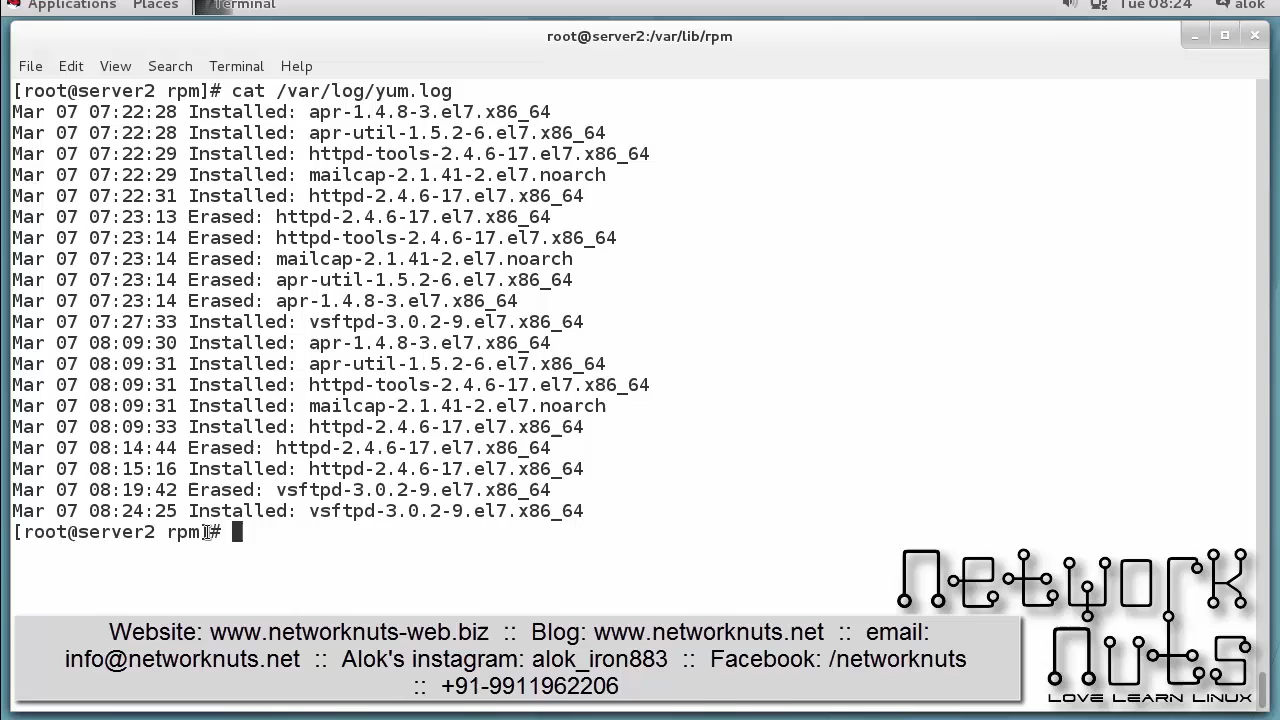 Applications Places Terminal Tue 08:24 alok
root@server2:/var/lib/rpm
File Edit View Search Terminal Help
[root@server2 rpm]# cat /var/log/yum.log
Mar 07 07:22:28 Installed: apr-1.4.8-3.el7.x86_64
Mar 07 07:22:28 Installed: apr-util-1.5.2-6.el7.x86_64
Mar 07 07:22:29 Installed: httpd-tools-2.4.6-17.el7.x86_64
Mar 07 07:22:29 Installed: mailcap-2.1.41-2.el7.noarch
Mar 07 07:22:31 Installed: httpd-2.4.6-17.el7.x86_64
Mar 07 07:23:13 Erased: httpd-2.4.6-17.el7.x86_64
Mar 07 07:23:14 Erased: httpd-tools-2.4.6-17.el7.x86_64
Mar 07 07:23:14 Erased: mailcap-2.1.41-2.el7.noarch
Mar 07 07:23:14 Erased: apr-util-1.5.2-6.el7.x86_64
Mar 07 07:23:14 Erased: apr-1.4.8-3.el7.x86_64
Mar 07 07:27:33 Installed: vsftpd-3.0.2-9.el7.x86_64
Mar 07 08:09:30 Installed: apr-1.4.8-3.el7.x86_64
Mar 07 08:09:31 Installed: apr-util-1.5.2-6.el7.x86_64
Mar 07 08:09:31 Installed: httpd-tools-2.4.6-17.el7.x86_64
Mar 07 08:09:31 Installed: mailcap-2.1.41-2.el7.noarch
Mar 07 08:09:33 Installed: httpd-2.4.6-17.el7.x86_64
Mar 07 08:14:44 Erased: httpd-2.4.6-17.el7.x86_64
Mar 07 08:15:16 Installed: httpd-2.4.6-17.el7.x86_64
Mar 07 08:19:42 Erased: vsftpd-3.0.2-9.el7.x86_64
Mar 07 08:24:25 Installed: vsftpd-3.0.2-9.el7.x86_64
[root@server2 rpm]#
network
nuts
LOVE LEARN LINUX
Website: www.networknuts-web.biz :: Blog: www.networknuts.net :: email:
info@networknuts.net :: Alok's instagram: alok_iron883 :: Facebook: /networknuts
:: +91-9911962206